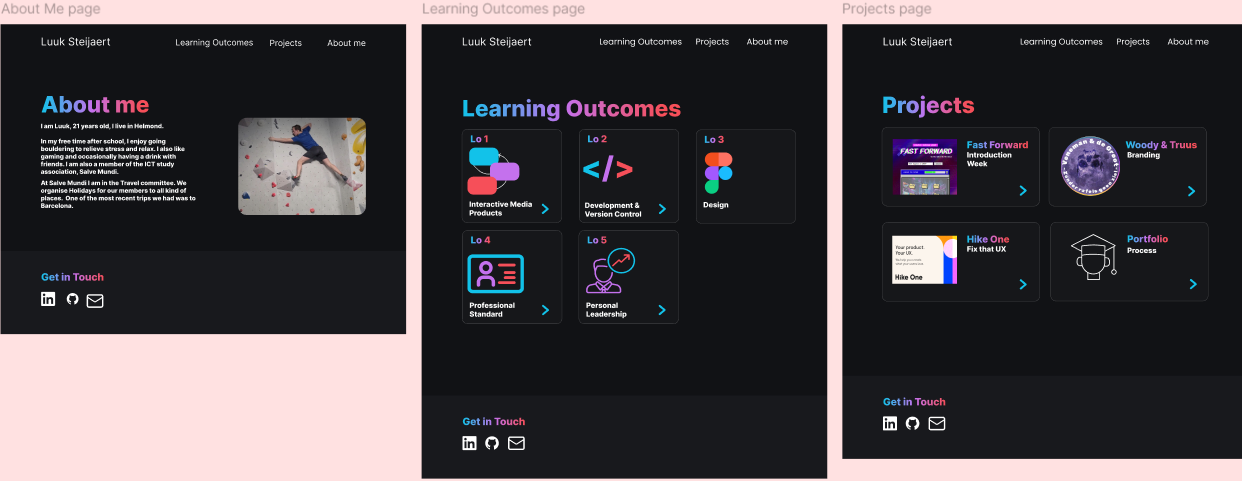 About Me page
Luuk Steijaert
Learning Outcomes
Projects
About me
About me
I am Luuk, 21 years old, I live in Helmond.
In my free time after school, I enjoy going
bouldering to relieve stress and relax. I also like
gaming and occasionally having a drink with
friends. I am also a member of the ICT study
association, Salve Mundi.
At Salve Mundi I am in the Travel committee. We
organise Holidays for our members to all kind of
places. One of the most recent trips we had was to
Barcelona.
Get in Touch
in
Learning Outcomes page
Luuk Steijaert
Learning Outcomes
Projects
About me
Learning Outcomes
Lo 1
Interactive Media
Products
Lo 2
</>
Development &
Version Control
Lo 3
Design
Lo 4
Professional
Standard
Lo 5
Personal
Leadership
Get in Touch
in
Projects page
Luuk Steijaert
Learning Outcomes
Projects
About me
Projects
FAST FORWARD
Fast Forward
Introduction
Week
Veneman & de Groot
Woody & Truus
Branding
Your product
Your UX.
Hike One
Hike One
Fix that UX
Portfolio
Process
Get in Touch
in